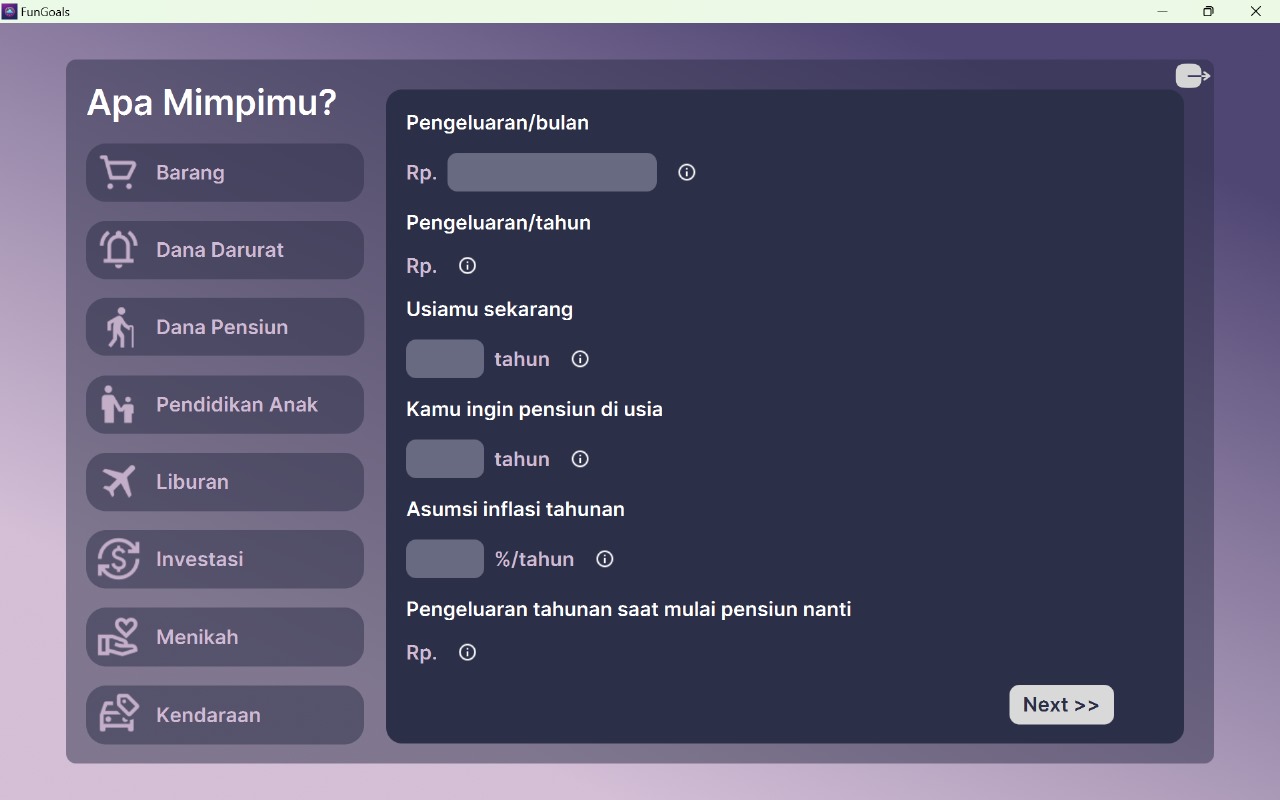 FunGoals
Apa Mimpimu?
Barang
Dana Darurat
Dana Pensiun
Pendidikan Anak
Liburan
Investasi
Menikah
Kendaraan
Pengeluaran/bulan
Rp.
Pengeluaran/tahun
Rp.
Usiamu sekarang
tahun
Kamu ingin pensiun di usia
tahun
Asumsi inflasi tahunan
%/tahun
Pengeluaran tahunan saat mulai pensiun nanti
Rp.
Next >>